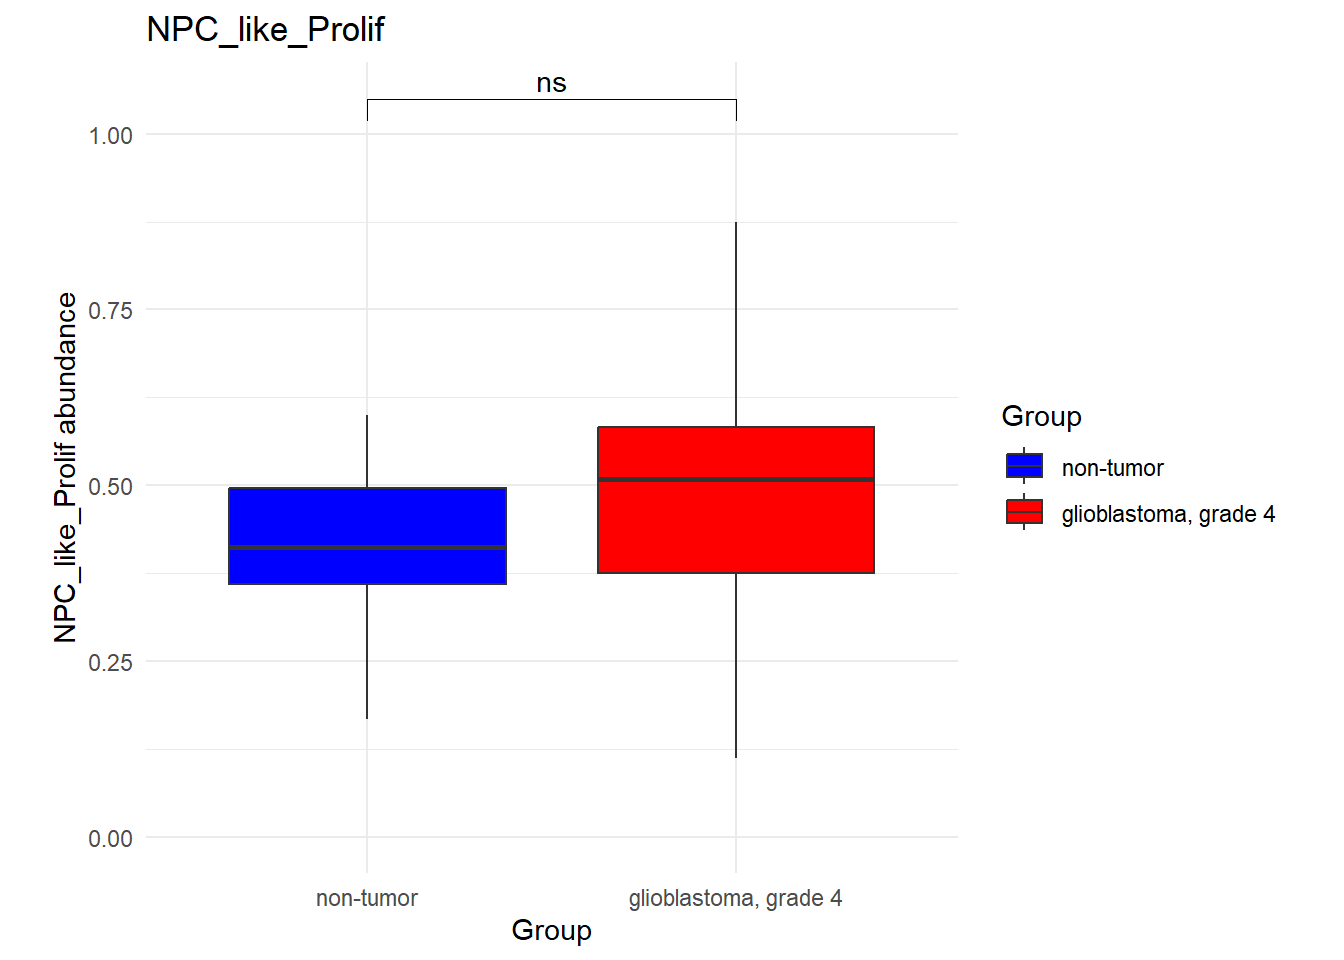 NPC_like_Prolif
ns
1.00
0.75
0.50
0.25
0.00
NPC_like_Prolif abundance
non-tumor
glioblastoma, grade 4
Group
Group
non-tumor
glioblastoma, grade 4